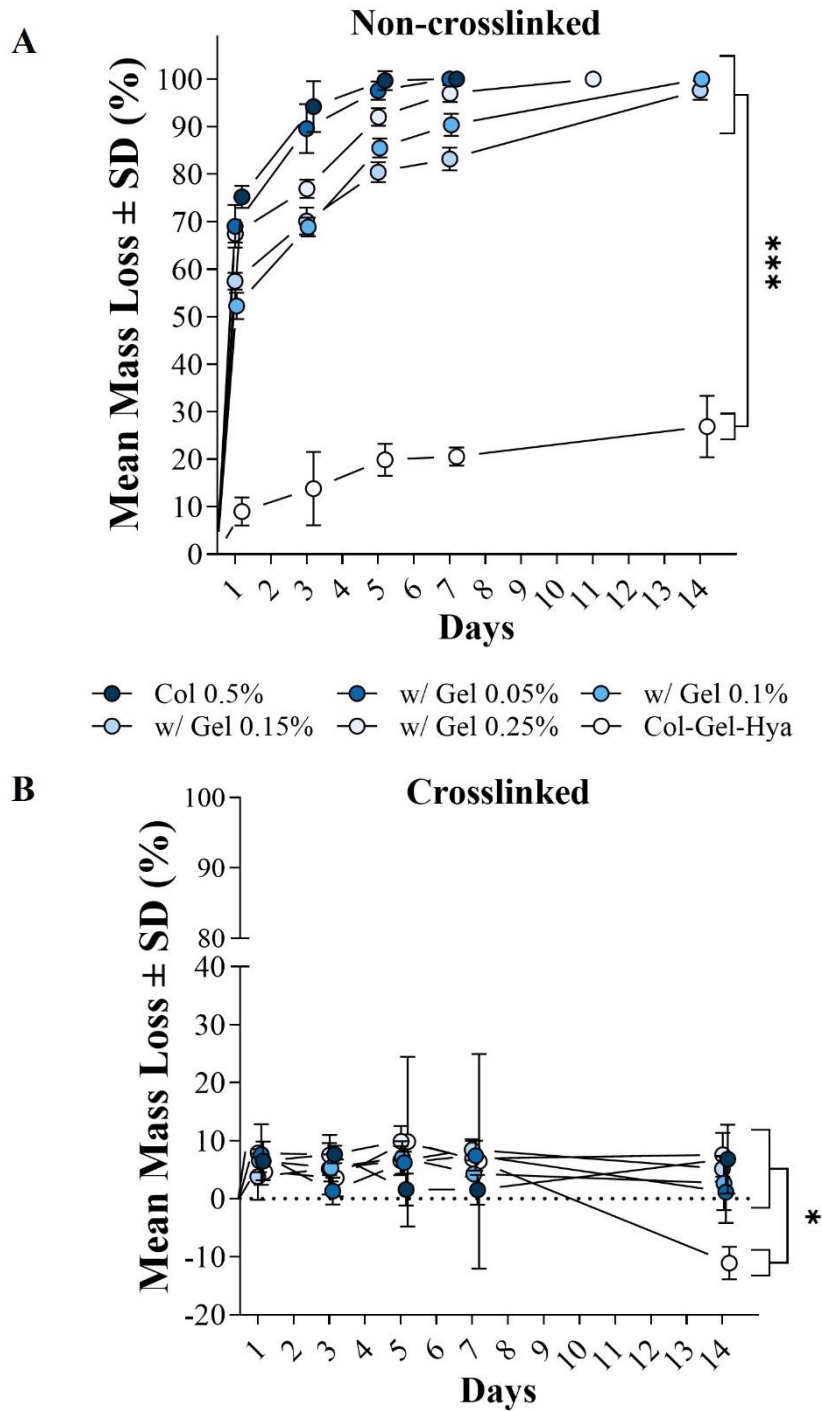 A
Non-crosslinked
Mean Mass Loss ± SD (%)
100
90
80
70
60
50
40
30
20
10
0
1 2 3 4 5 6 7 8 9 10 11 12 13 14
Days
***
Col 0.5% w/ Gel 0.05% w/ Gel 0.1%
w/ Gel 0.15% w/ Gel 0.25% Col-Gel-Hya
B
Crosslinked
Mean Mass Loss ± SD (%)
100
90
80
40
30
20
10
0
-10
-20
1 2 3 4 5 6 7 8 9 10 11 12 13 14
Days
*